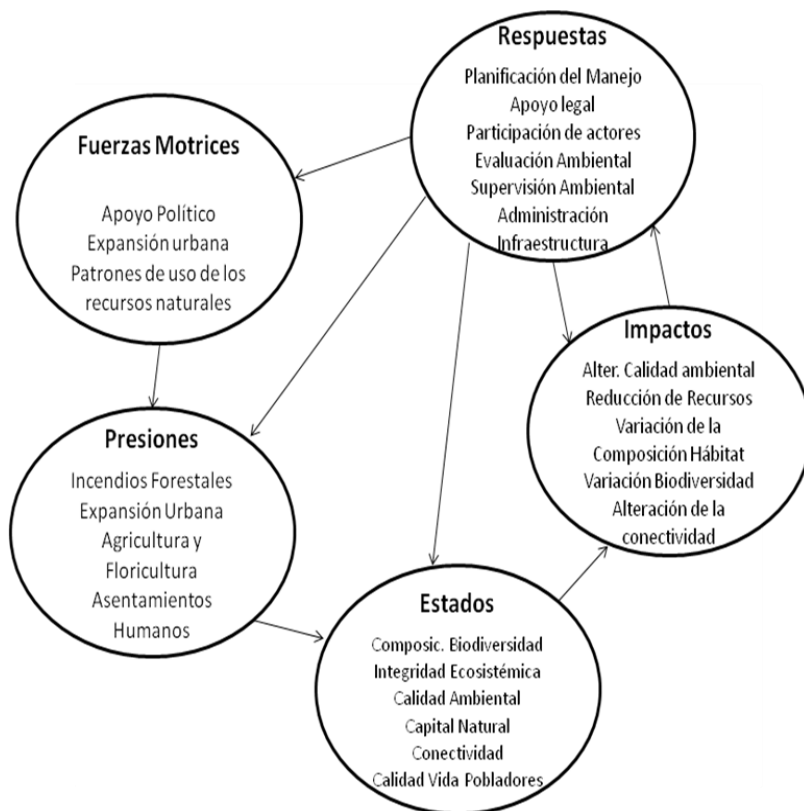 Respuestas
Planificación del Manejo
Apoyo legal
Participación de actores
Evaluación Ambiental
Supervisión Ambiental
Administración
Infraestructura
Fuerzas Motrices
Apoyo Político
Expansión urbana
Patrones de uso de los
recursos naturales
Impactos
Alter. Calidad ambiental
Reducción de Recursos
Variación de la
Composición Hábitat
Variación Biodiversidad
Alteración de la
conectividad
Presiones
Incendios Forestales
Expansión Urbana
Agricultura y
Floricultura
Asentamientos
Humanos
Estados
Composic. Biodiversidad
Integridad Ecosistémica
Calidad Ambiental
Capital Natural
Conectividad
Calidad Vida Pobladores